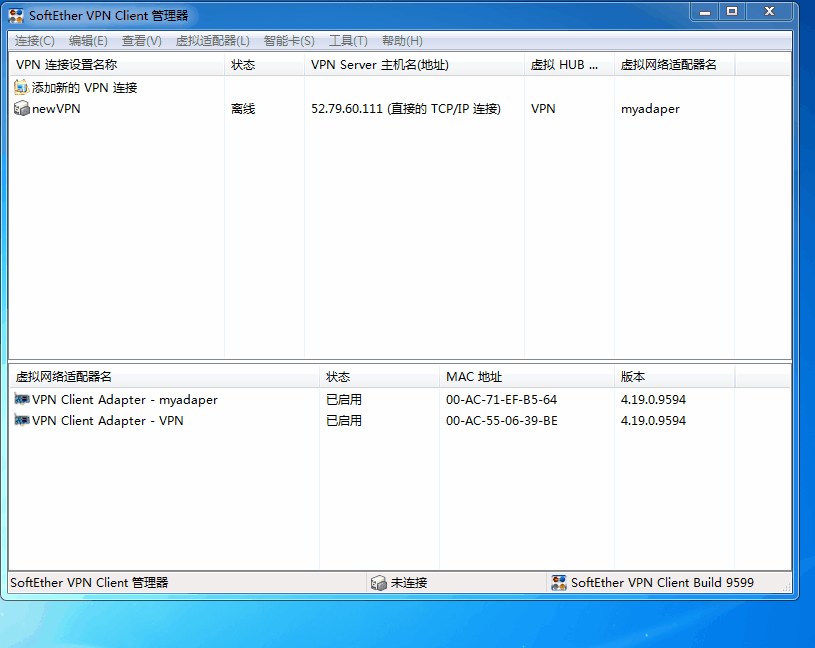 SoftEther VPN Client 管理器
连接(C) 编辑(E) 查看(V) 虚拟适配器(L) 智能卡(S) 工具(T) 帮助(H)
VPN 连接设置名称 状态 VPN Server 主机名(地址) 虚拟 HUB ... 虚拟网络适配器名
添加新的 VPN 连接
newVPN 离线 52.79.60.111 (直接的 TCP/IP 连接) VPN myadaper
虚拟网络适配器名 状态 MAC 地址 版本
VPN Client Adapter - myadaper 已启用 00-AC-71-EF-B5-64 4.19.0.9594
VPN Client Adapter - VPN 已启用 00-AC-55-06-39-BE 4.19.0.9594
SoftEther VPN Client 管理器 未连接 SoftEther VPN Client Build 9599